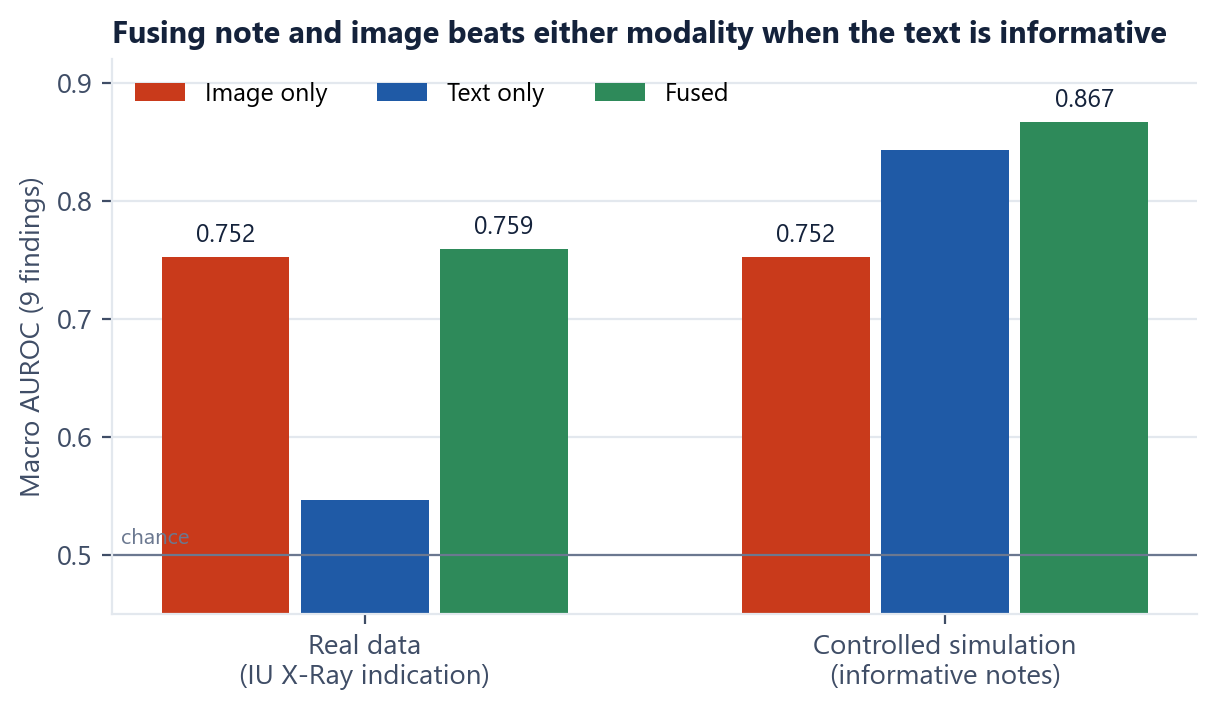 Fusing note and image beats either modality when the text is informative
Image only
Text only
Fused
Macro AUROC (9 findings)
0.9
0.8
0.7
0.6
0.5
0.752
0.759
0.752
0.867
chance
Real data
(IU X-Ray indication)
Controlled simulation
(informative notes)